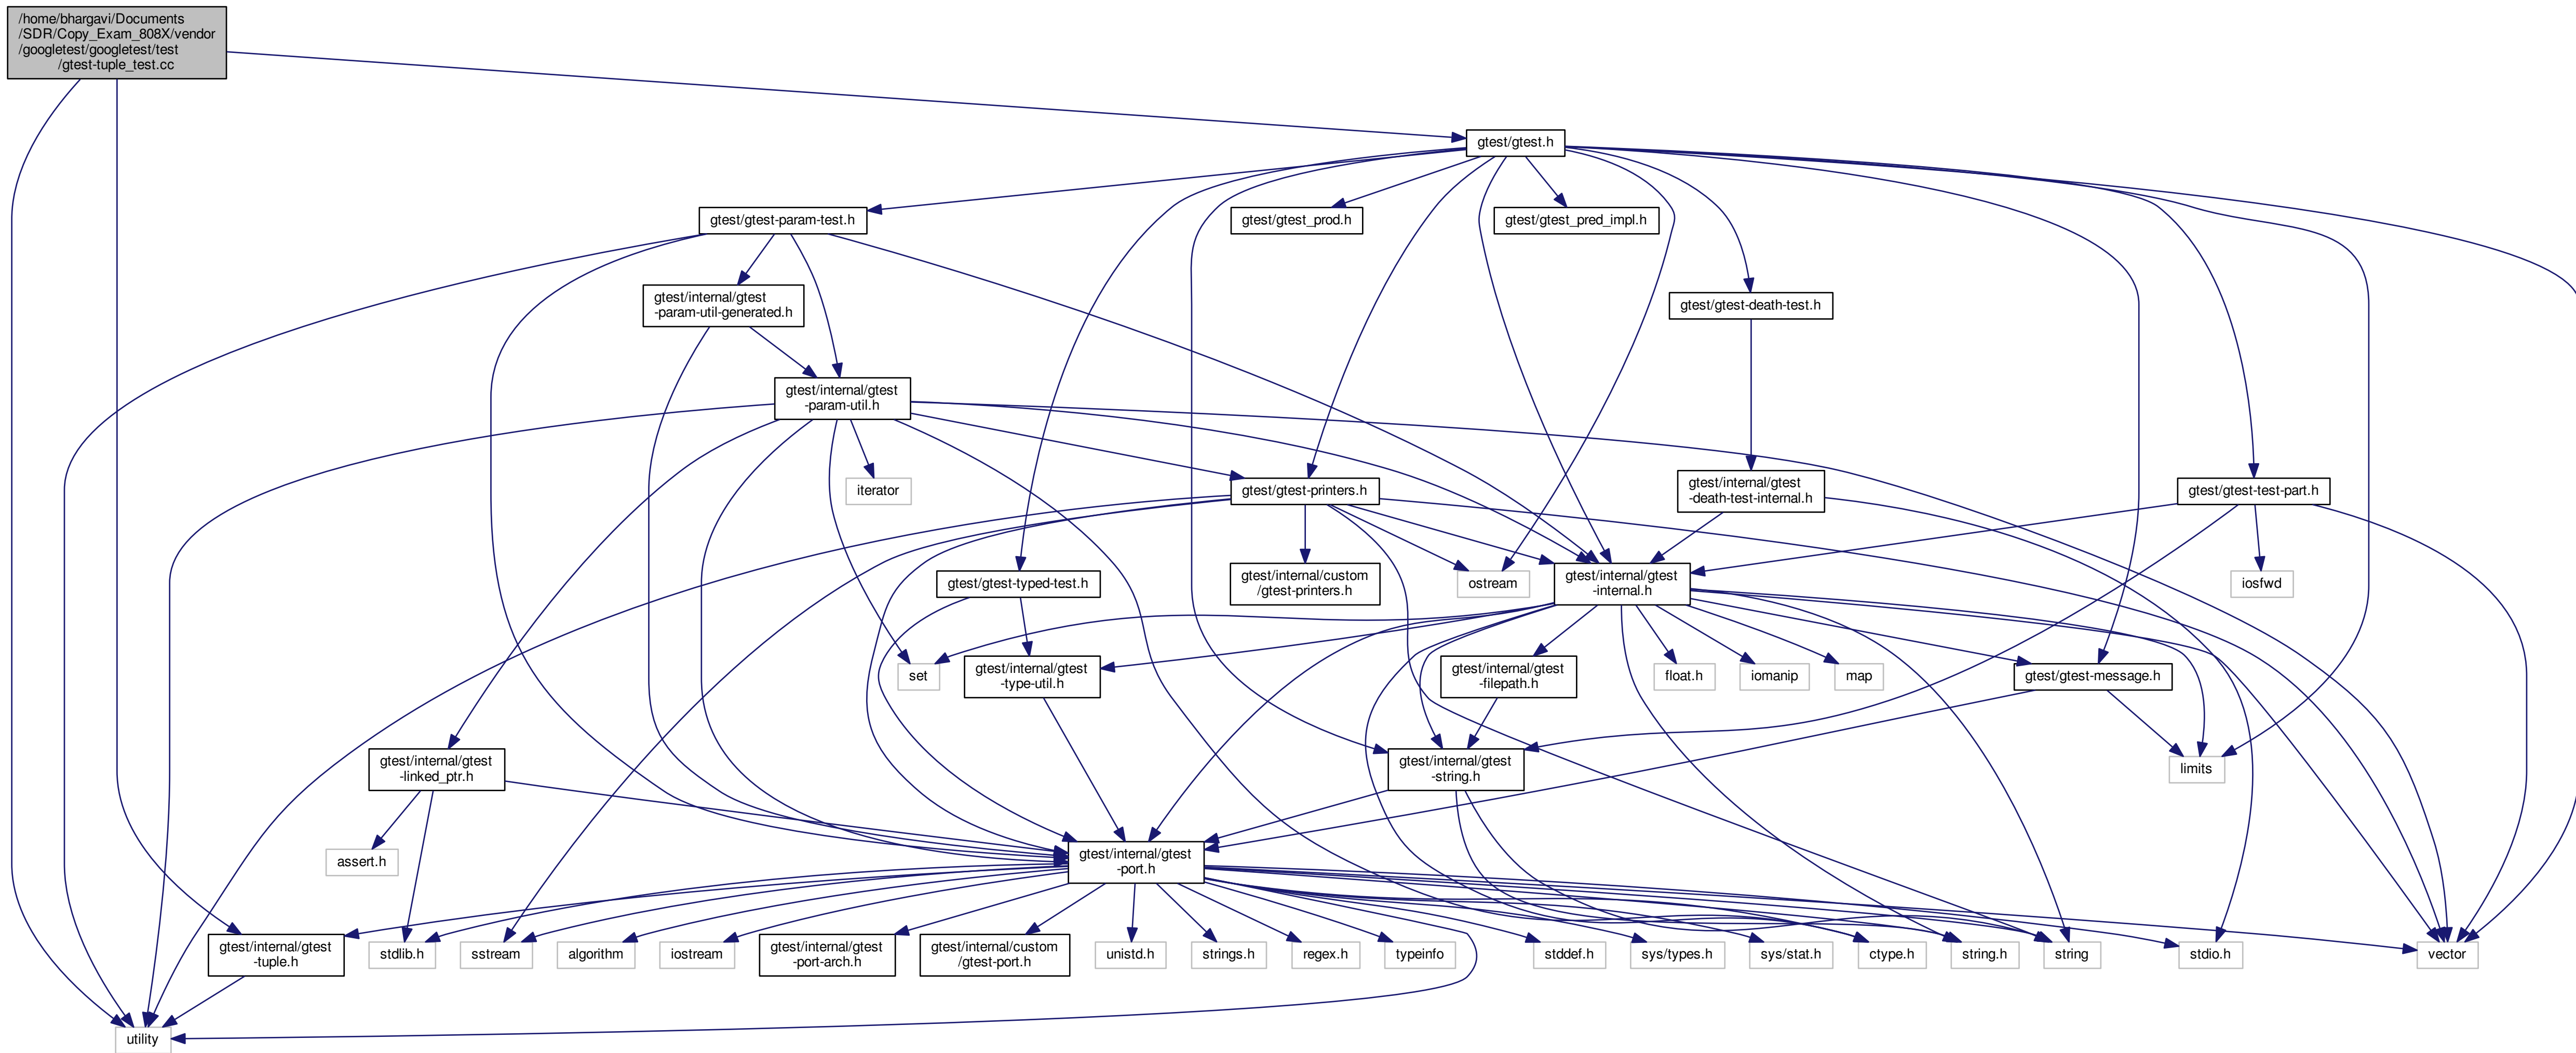 /home/bhargavi/Documents
/SDR/Copy_Exam_808X/vendor
/googletest/googletest/test
/gtest-tuple_test.cc
gtest/gtest.h
gtest/gtest-param-test.h
gtest/gtest_prod.h
gtest/gtest_pred_impl.h
gtest/internal/gtest
-param-util-generated.h
gtest/gtest-death-test.h
gtest/internal/gtest
-param-util.h
iterator
gtest/gtest-printers.h
gtest/internal/gtest
-death-test-internal.h
gtest/gtest-test-part.h
gtest/gtest-typed-test.h
gtest/internal/custom
/gtest-printers.h
ostream
gtest/internal/gtest
-internal.h
iosfwd
set
gtest/internal/gtest
-type-util.h
gtest/internal/gtest
-filepath.h
float.h
iomanip
map
gtest/gtest-message.h
gtest/internal/gtest
-linked_ptr.h
gtest/internal/gtest
-string.h
limits
assert.h
gtest/internal/gtest
-port.h
gtest/internal/gtest
-tuple.h
stdlib.h
sstream
algorithm
iostream
gtest/internal/gtest
-port-arch.h
gtest/internal/custom
/gtest-port.h
unistd.h
strings.h
regex.h
typeinfo
stddef.h
sys/types.h
sys/stat.h
ctype.h
string.h
string
stdio.h
vector
utility